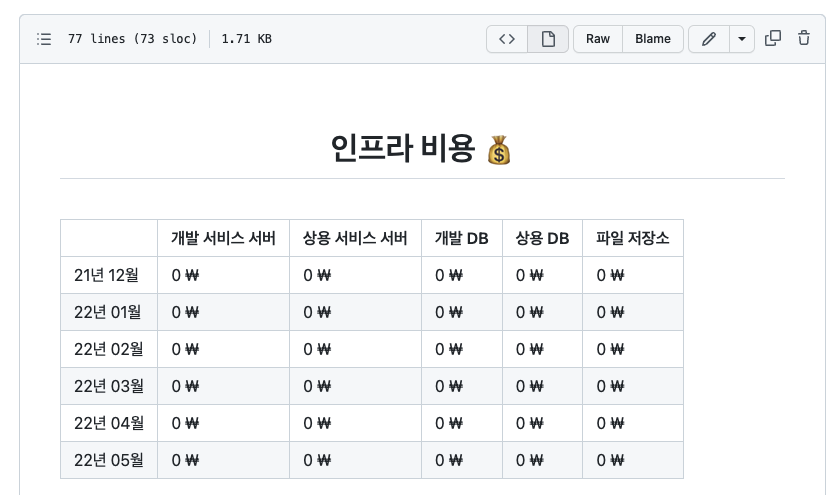 77 lines (73 sloc) 1.71 KB
<> Raw Blame
인프라 비용 💰
개발 서비스 서버 상용 서비스 서버 개발 DB 상용 DB 파일 저장소
21년 12월 0 ₩ 0 ₩ 0 ₩ 0 ₩ 0 ₩
22년 01월 0 ₩ 0 ₩ 0 ₩ 0 ₩ 0 ₩
22년 02월 0 ₩ 0 ₩ 0 ₩ 0 ₩ 0 ₩
22년 03월 0 ₩ 0 ₩ 0 ₩ 0 ₩ 0 ₩
22년 04월 0 ₩ 0 ₩ 0 ₩ 0 ₩ 0 ₩
22년 05월 0 ₩ 0 ₩ 0 ₩ 0 ₩ 0 ₩